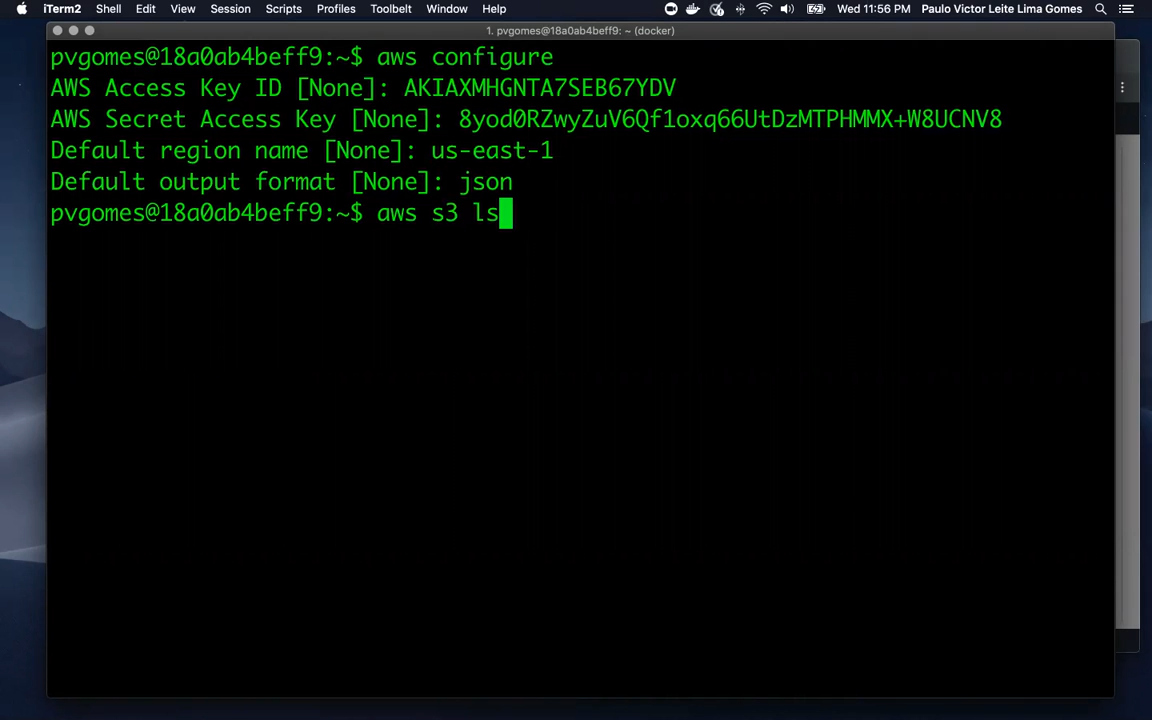 iTerm2 Shell Edit View Session Scripts Profiles Toolbelt Window Help Wed 11:56 PM Paulo Victor Leite Lima Gomes
1. pvgomes@18a0ab4beff9: ~ (docker)
pvgomes@18a0ab4beff9:~$ aws configure
AWS Access Key ID [None]: AKIAXMHGNTA7SEB67YDV
AWS Secret Access Key [None]: 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
Default region name [None]: us-east-1
Default output format [None]: json
pvgomes@18a0ab4beff9:~$ aws s3 ls